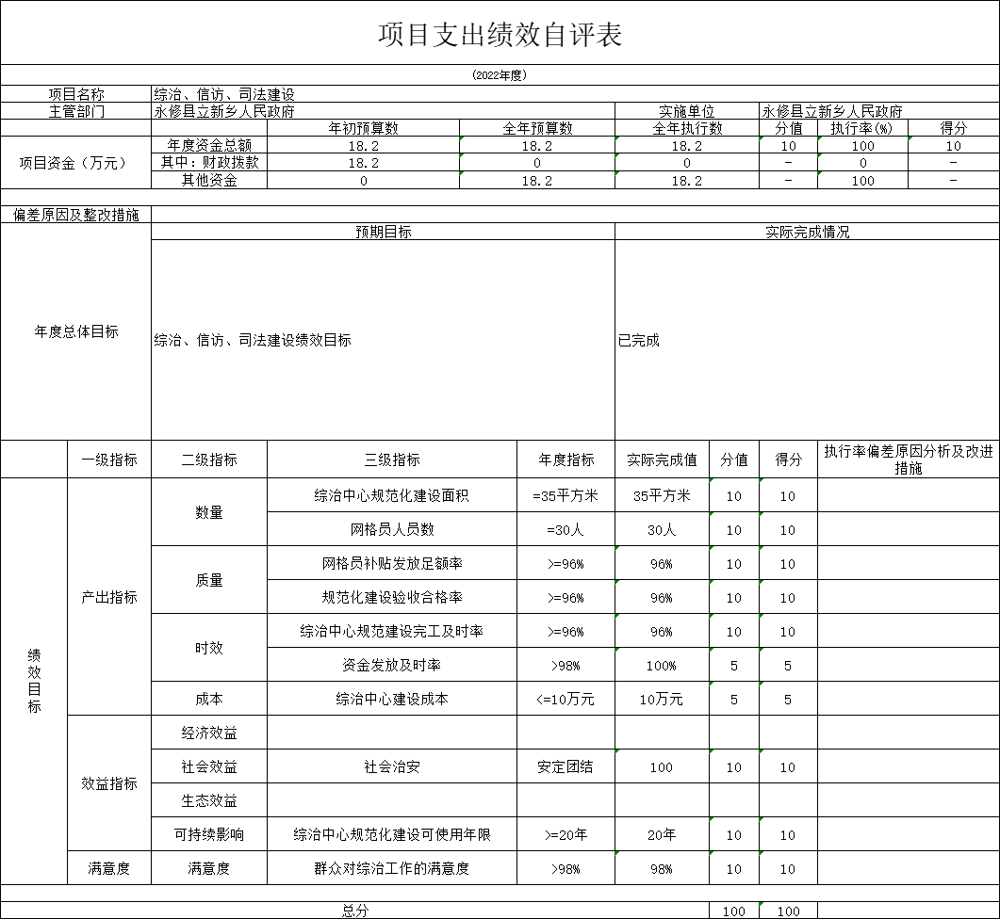 项目支出绩效自评表
(2022年度)
项目名称 综治、信访、司法建设
主管部门 永修县立新乡人民政府 实施单位 永修县立新乡人民政府
年初预算数 全年预算数 全年执行数 分值 执行率(%) 得分
项目资金（万元）
年度资金总额 18.2 18.2 18.2 10 100 10
其中：财政拨款 18.2 0 0 － 0 －
其他资金 0 18.2 18.2 － 100 －
偏差原因及整改措施
年度总体目标
预期目标 实际完成情况
综治、信访、司法建设绩效目标 已完成
一级指标 二级指标 三级指标 年度指标 实际完成值 分值 得分 执行率偏差原因分析及改进
措施
绩
效
目
标
产出指标
数量
综治中心规范化建设面积 =35平方米 35平方米 10 10
网格员人员数 =30人 30人 10 10
质量
网格员补贴发放足额率 >=96% 96% 10 10
规范化建设验收合格率 >=96% 96% 10 10
时效
综治中心规范建设完工及时率 >=96% 96% 10 10
资金发放及时率 >98% 100% 5 5
成本 综治中心建设成本 <=10万元 10万元 5 5
效益指标
经济效益
社会效益 社会治安 安定团结 100 10 10
生态效益
可持续影响 综治中心规范化建设可使用年限 >=20年 20年 10 10
满意度 满意度 群众对综治工作的满意度 >98% 98% 10 10
总分 100 100